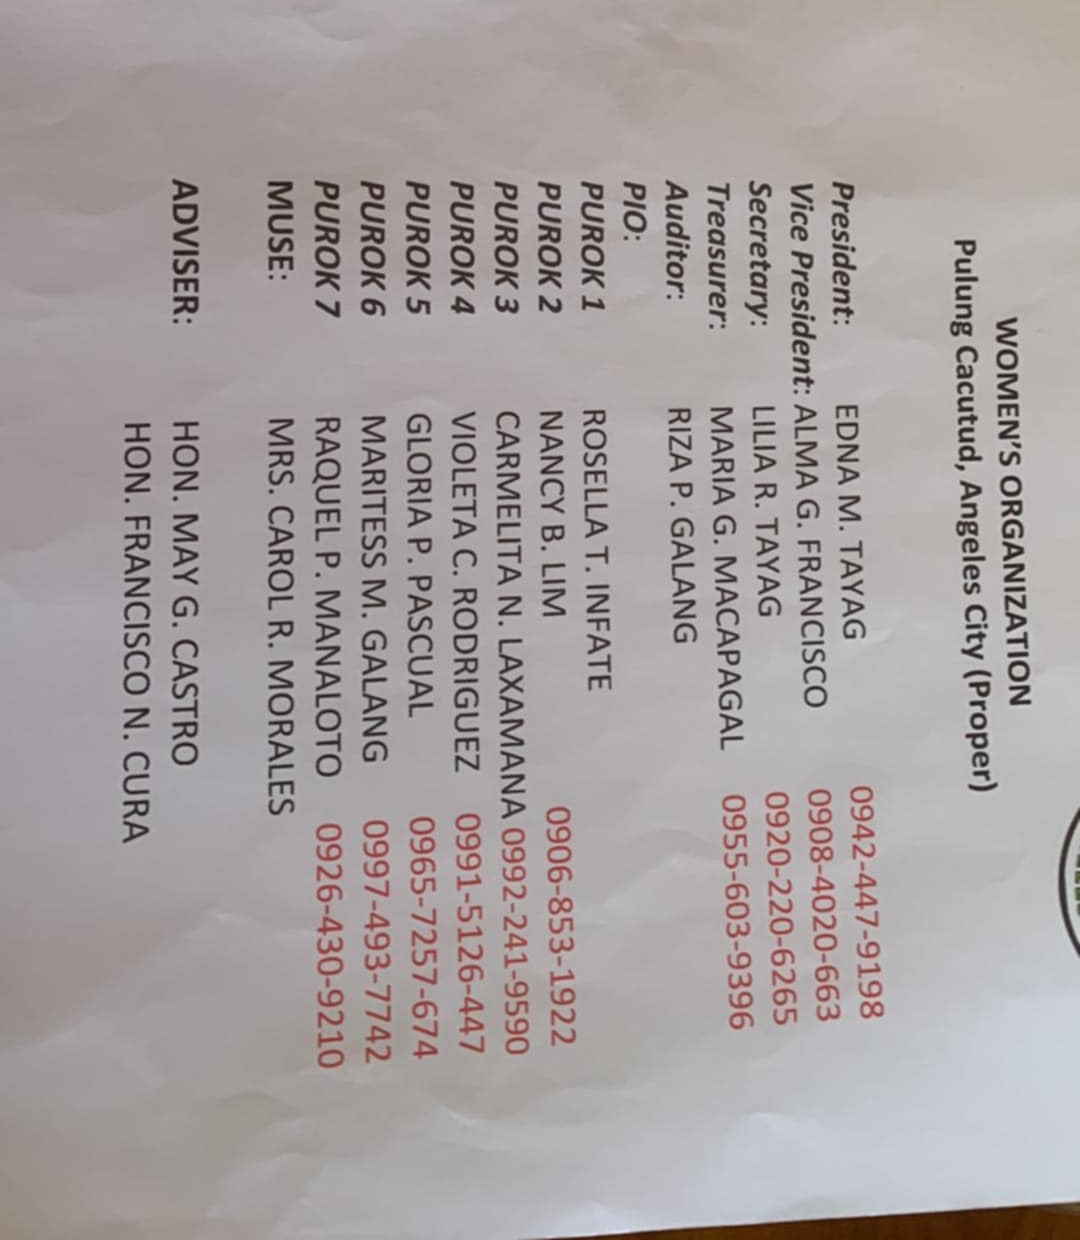 WOMEN'S ORGANIZATION
Pulung Cacutud, Angeles City (Proper)
President: EDNA M. TAYAG 0942-447-9198
Vice President: ALMA G. FRANCISCO 0908-4020-663
Secretary: LILIA R. TAYAG 0920-220-6265
Treasurer: MARIA G. MACAPAGAL 0955-603-9396
Auditor: RIZA P. GALANG
PIO:
PUROK 1 ROSELLA T. INFATE
PUROK 2 NANCY B. LIM 0906-853-1922
PUROK 3 CARMELITA N. LAXAMANA 0992-241-9590
PUROK 4 VIOLETA C. RODRIGUEZ 0991-5126-447
PUROK 5 GLORIA P. PASCUAL 0965-7257-674
PUROK 6 MARITESS M. GALANG 0997-493-7742
PUROK 7 RAQUEL P. MANALOTO 0926-430-9210
MUSE: MRS. CAROL R. MORALES
ADVISER: HON. MAY G. CASTRO
HON. FRANCISCO N. CURA